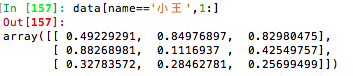 In [157]: data[name=='小王',1:]
Out[157]:
array([[ 0.49229291,  0.84976897,  0.82980475],
       [ 0.88268981,  0.1116937 ,  0.42549757],
       [ 0.32783572,  0.28462781,  0.25699499]])